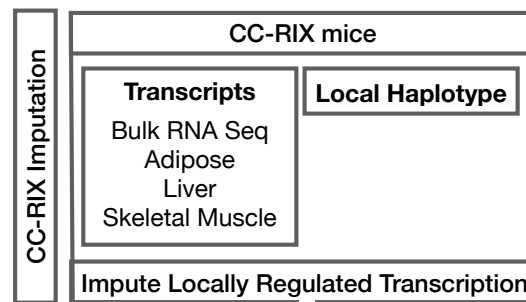 CC-RIX Imputation
CC-RIX mice
Transcripts
Bulk RNA Seq
Adipose
Liver
Skeletal Muscle
Local Haplotype
Impute Locally Regulated Transcription